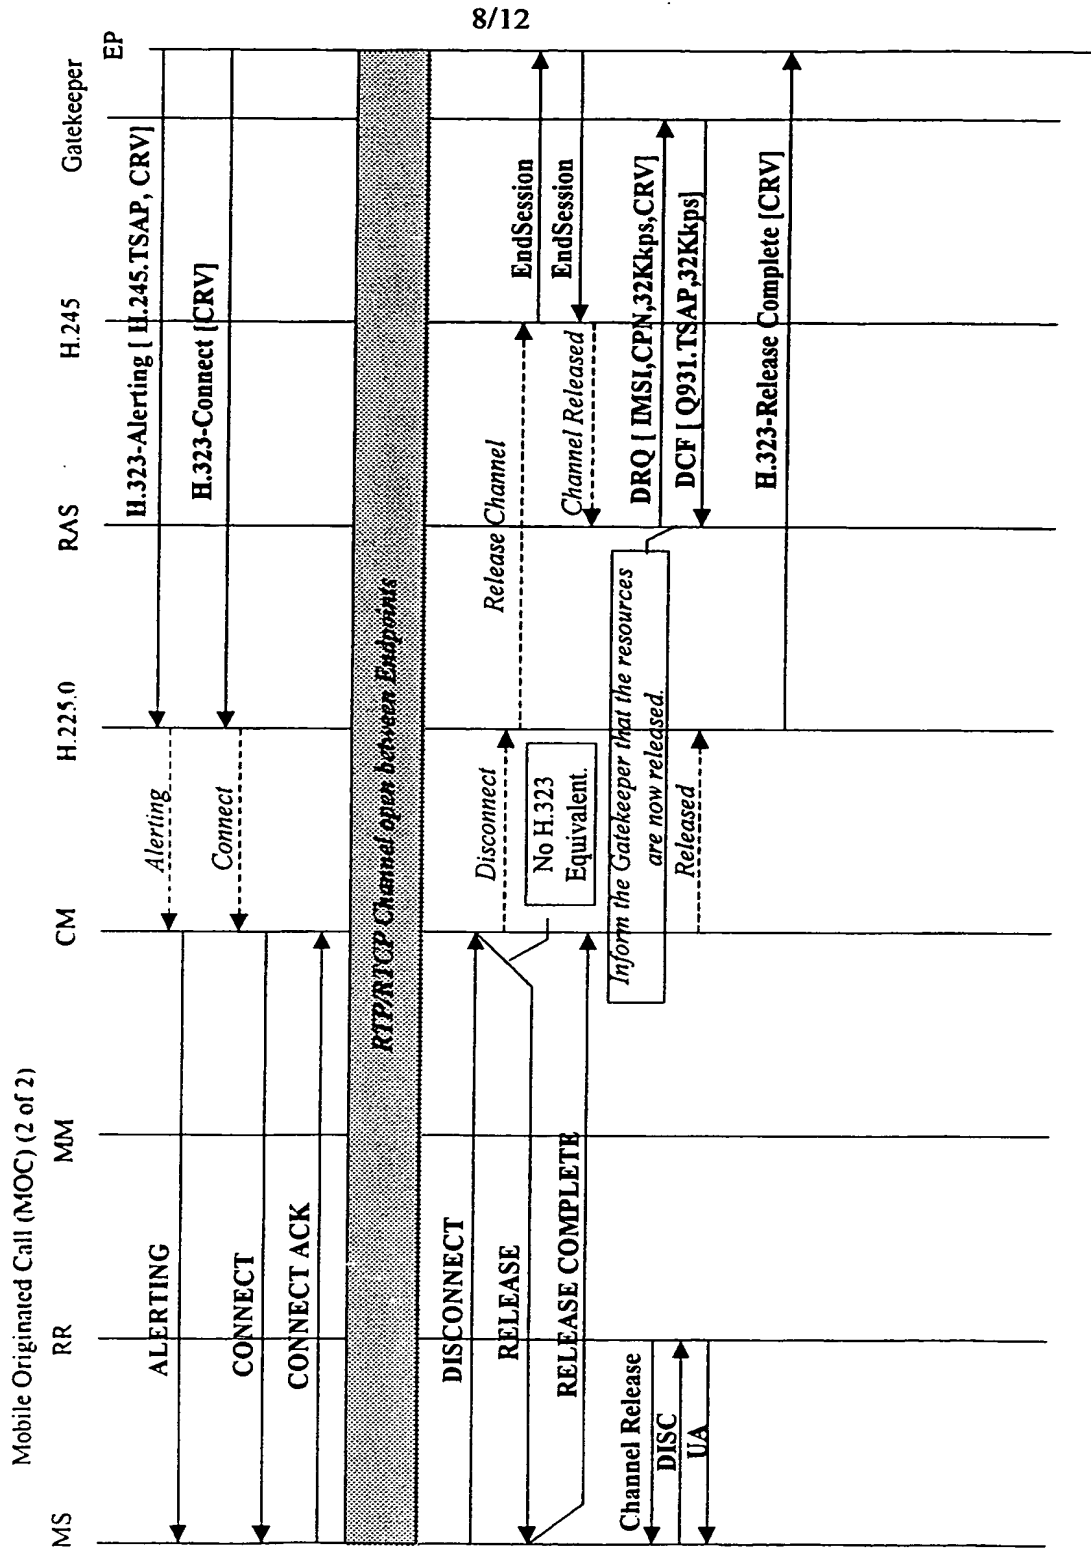 8/12
Mobile Originated Call (MOC) (2 of 2)
MS
RR
MM
CM
H.225.0
RAS
H.245
Gatekeeper
EP
H.323-Alerting [ H.245.TSAP, CRV]
Alerting
ALERTING
H.323-Connect [CRV]
Connect
CONNECT
CONNECT ACK
RTP/RTCP Channel open between Endpoints
DISCONNECT
Disconnect
Release Channel
EndSession
RELEASE
No H.323
Equivalent.
EndSession
Channel Released
RELEASE COMPLETE
DRQ [ IMSI,CPN,32Kkps,CRV]
Inform the Gatekeeper that the resources
are now released.
DCF [ Q931.TSAP,32Kkps]
Channel Release
DISC
UA
Released
H.323-Release Complete [CRV]